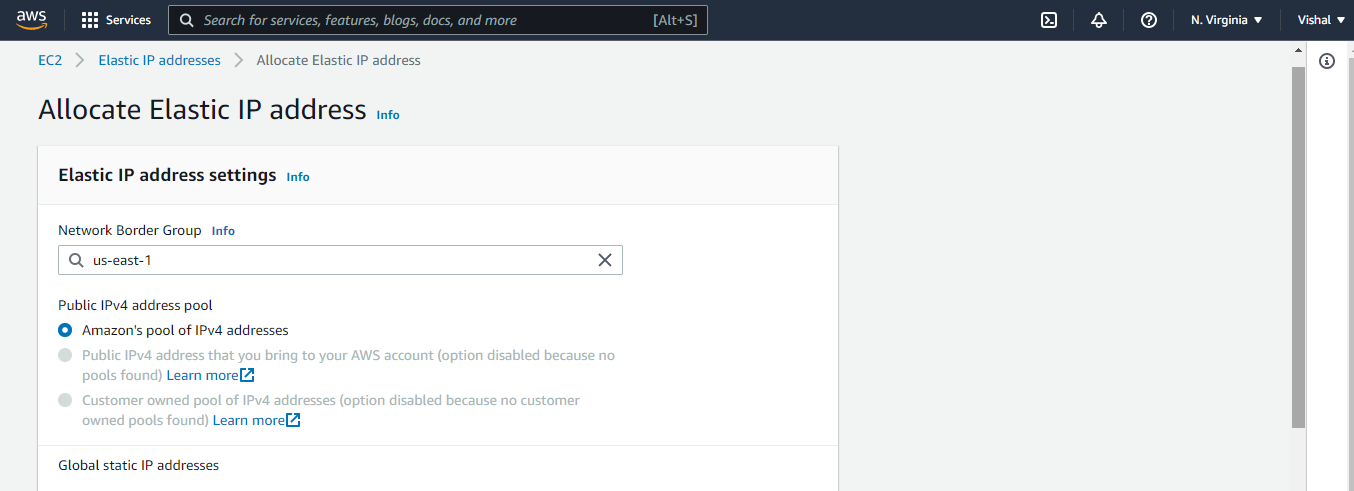 aws Services Search for services, features, blogs, docs, and more [Alt+S] N. Virginia Vishal
EC2 Elastic IP addresses Allocate Elastic IP address
Allocate Elastic IP address Info
Elastic IP address settings Info
Network Border Group Info
us-east-1
Public IPv4 address pool
Amazon's pool of IPv4 addresses
Public IPv4 address that you bring to your AWS account (option disabled because no
pools found) Learn more
Customer owned pool of IPv4 addresses (option disabled because no customer
owned pools found) Learn more
Global static IP addresses